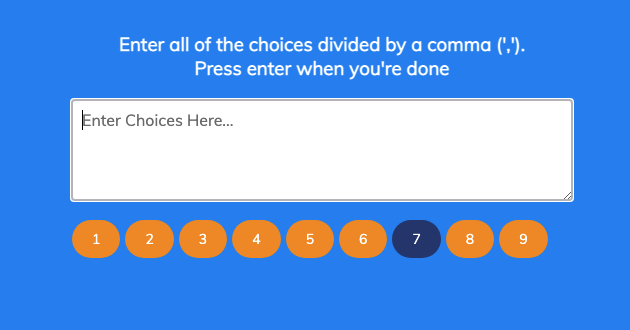 Enter all of the choices divided by a comma (',').
Press enter when you're done
Enter Choices Here...
1 2 3 4 5 6 7 8 9